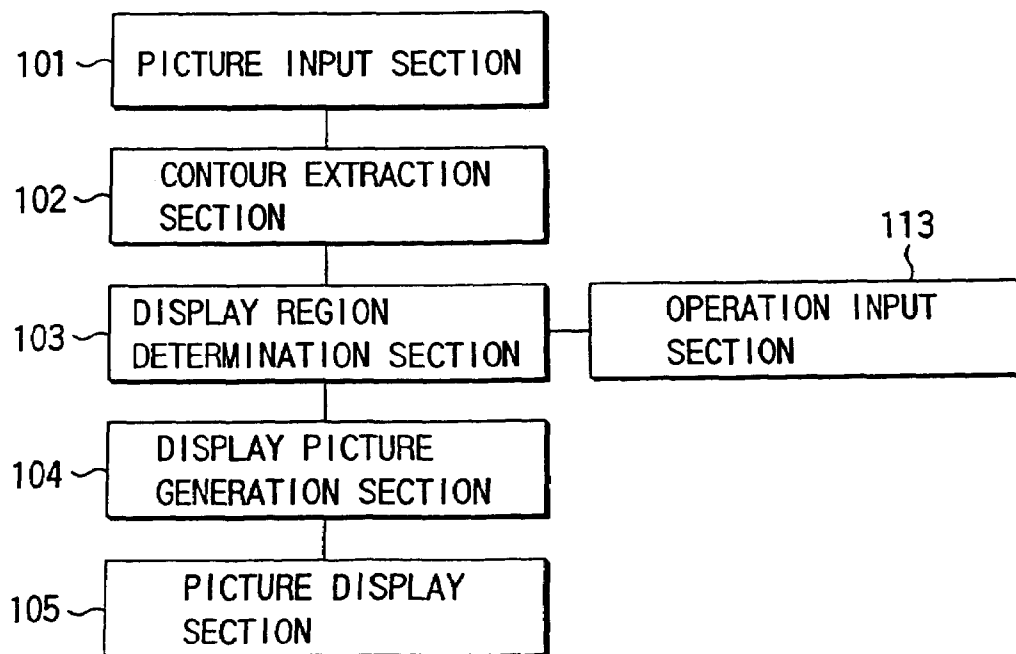 101
PICTURE INPUT SECTION
102
CONTOUR EXTRACTION
SECTION
113
103
DISPLAY REGION
DETERMINATION SECTION
OPERATION INPUT
SECTION
104
DISPLAY PICTURE
GENERATION SECTION
105
PICTURE DISPLAY
SECTION